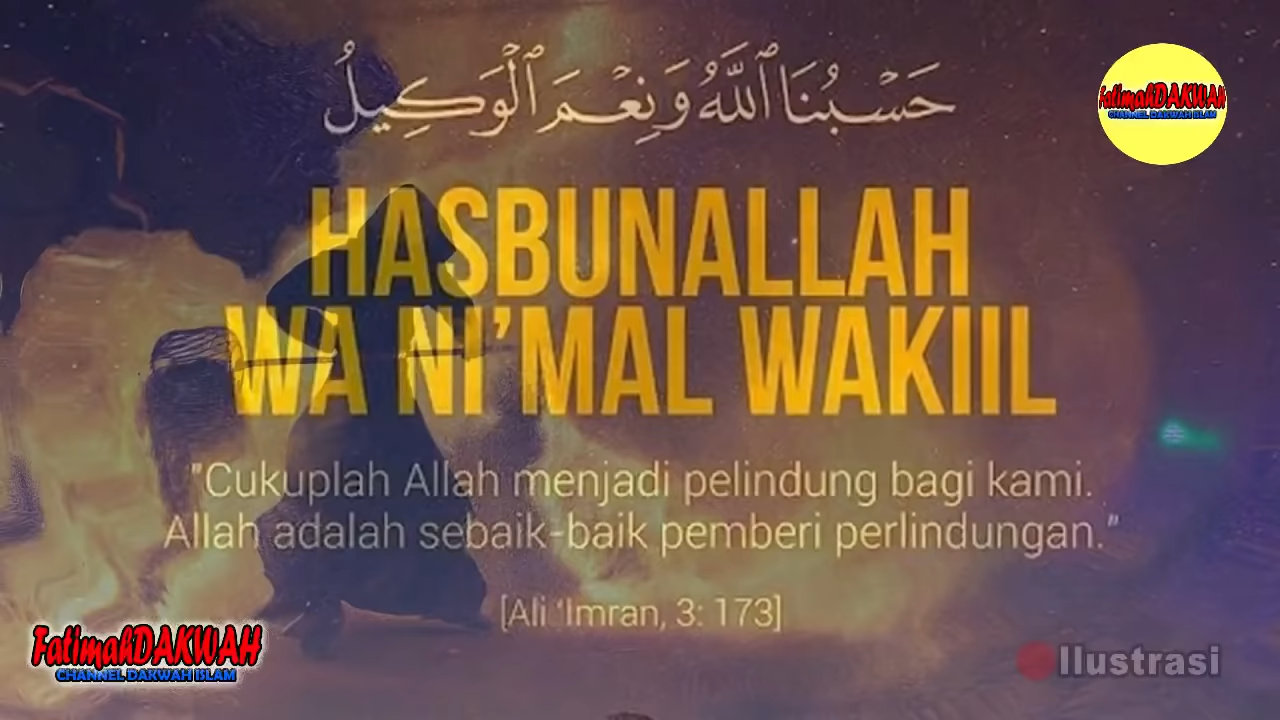 حَسْبُنَا ٱللَّهُ وَنِعْمَ ٱلْوَكِيلُ
FatimahDAKWAH
CHANNEL DAKWAH ISLAM
HASBUNALLAH
WA NI'MAL WAKIIL
"Cukuplah Allah menjadi pelindung bagi kami.
Allah adalah sebaik-baik pemberi perlindungan."
[Ali 'Imran, 3: 173]
FatimahDAKWAH
CHANNEL DAKWAH ISLAM
Ilustrasi